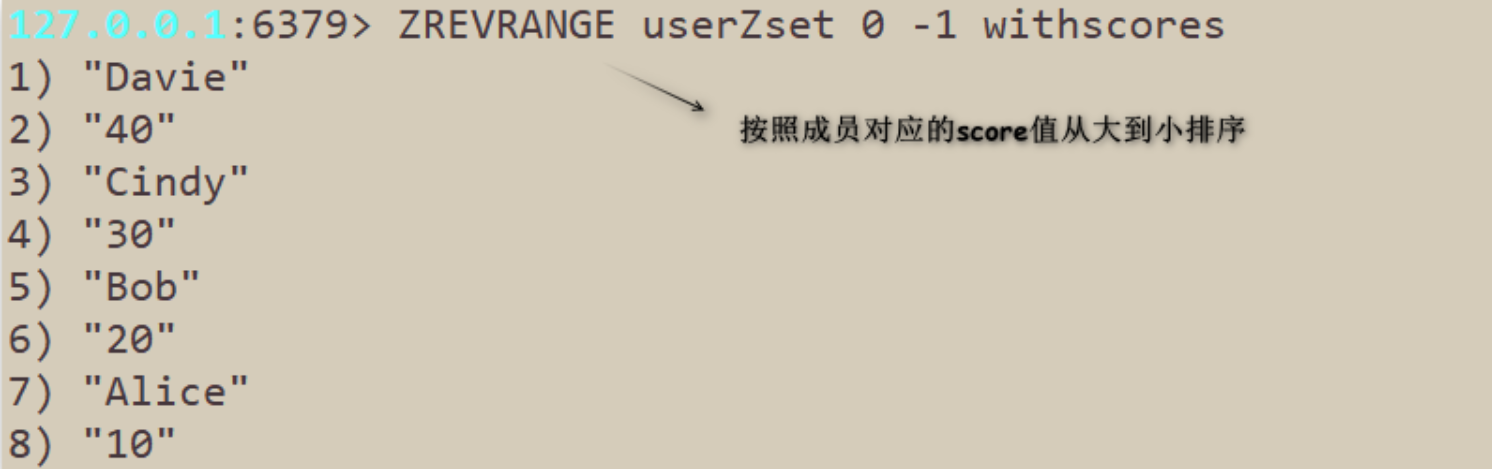 127.0.0.1:6379> ZREVRANGE userZset 0 -1 withscores
1) "Davie"
2) "40"
按照成员对应的score值从大到小排序
3) "Cindy"
4) "30"
5) "Bob"
6) "20"
7) "Alice"
8) "10"